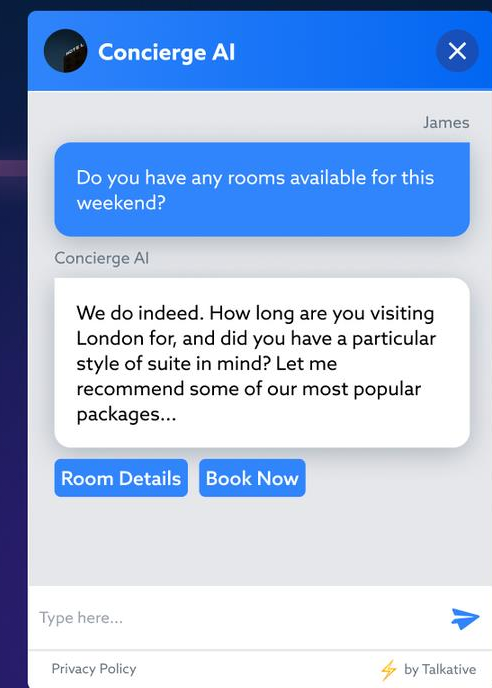 HOTEL
Concierge AI
James
Do you have any rooms available for this
weekend?
Concierge AI
We do indeed. How long are you visiting
London for, and did you have a particular
style of suite in mind? Let me
recommend some of our most popular
packages...
Room Details
Book Now
Type here...
Privacy Policy
by Talkative